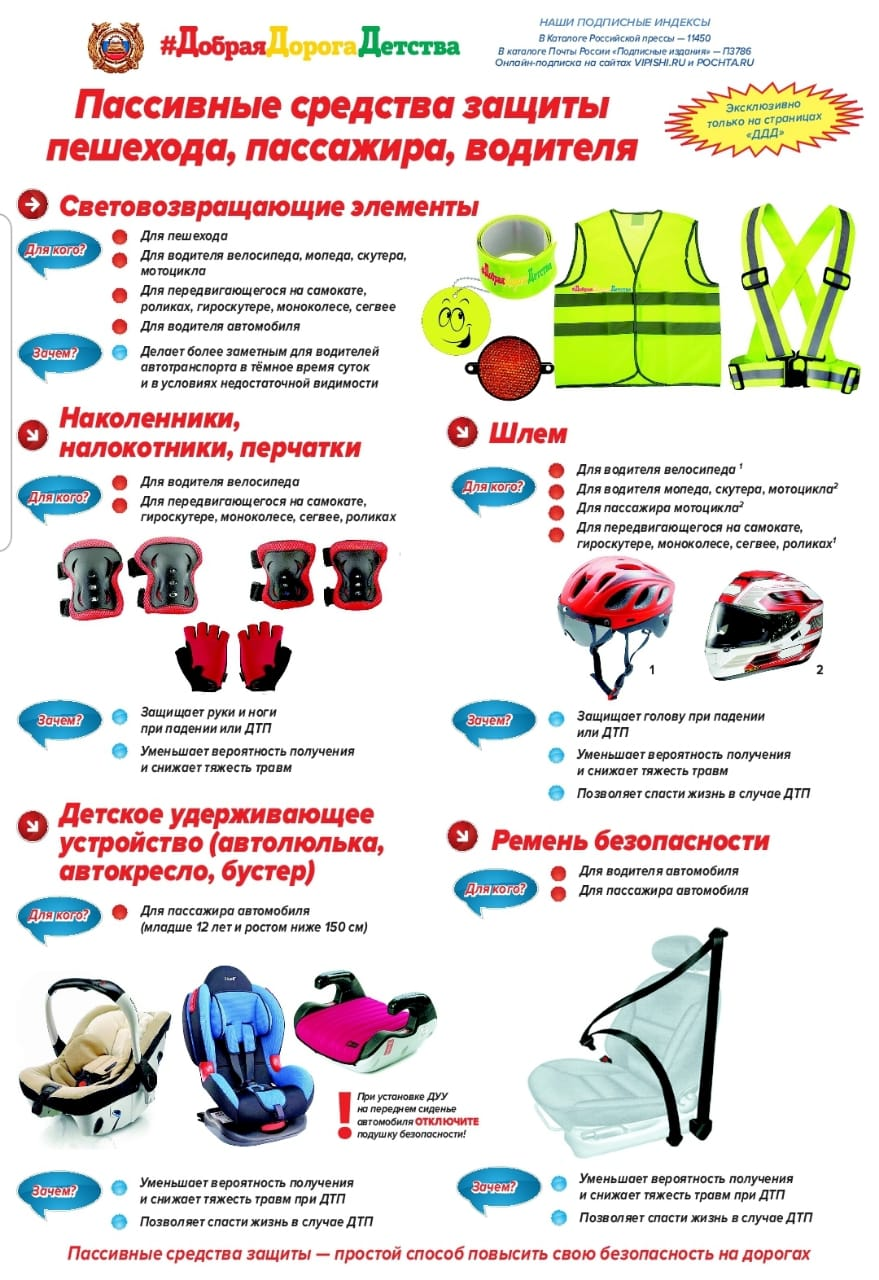 #ДобраяДорогаДетства
НАШИ ПОДПИСНЫЕ ИНДЕКСЫ
В Каталоге Российской прессы — 11450
В каталоге Почты России «Подписные издания» — П3786
Онлайн-подписка на сайтах VIPISHI.RU и POCHTA.RU
Пассивные средства защиты
пешехода, пассажира, водителя
Эксклюзивно
только на страницах
«ДДД»
Световозвращающие элементы
Для кого?
Для пешехода
Для водителя велосипеда, мопеда, скутера,
мотоцикла
Для передвигающегося на самокате,
роликах, гироскутере, моноколесе, сегвее
Для водителя автомобиля
Зачем?
Делает более заметным для водителей
автотранспорта в тёмное время суток
и в условиях недостаточной видимости
#ДобраяДорогаДетства
#ДобраяДорогаДетства
Наколенники,
налокотники, перчатки
Для кого?
Для водителя велосипеда
Для передвигающегося на самокате,
гироскутере, моноколесе, сегвее, роликах
Зачем?
Защищает руки и ноги
при падении или ДТП
Уменьшает вероятность получения
и снижает тяжесть травм
Шлем
Для кого?
Для водителя велосипеда ¹
Для водителя мопеда, скутера, мотоцикла²
Для пассажира мотоцикла²
Для передвигающегося на самокате,
гироскутере, моноколесе, сегвее, роликах¹
1
2
Зачем?
Защищает голову при падении
или ДТП
Уменьшает вероятность получения
и снижает тяжесть травм
Позволяет спасти жизнь в случае ДТП
Детское удерживающее
устройство (автолюлька,
автокресло, бустер)
Для кого?
Для пассажира автомобиля
(младше 12 лет и ростом ниже 150 см)
!
При установке ДУУ
на переднем сиденье
автомобиля ОТКЛЮЧИТЕ
подушку безопасности!
Зачем?
Уменьшает вероятность получения
и снижает тяжесть травм при ДТП
Позволяет спасти жизнь в случае ДТП
Ремень безопасности
Для кого?
Для водителя автомобиля
Для пассажира автомобиля
Зачем?
Уменьшает вероятность получения
и снижает тяжесть травм при ДТП
Позволяет спасти жизнь в случае ДТП
Пассивные средства защиты — простой способ повысить свою безопасность на дорогах